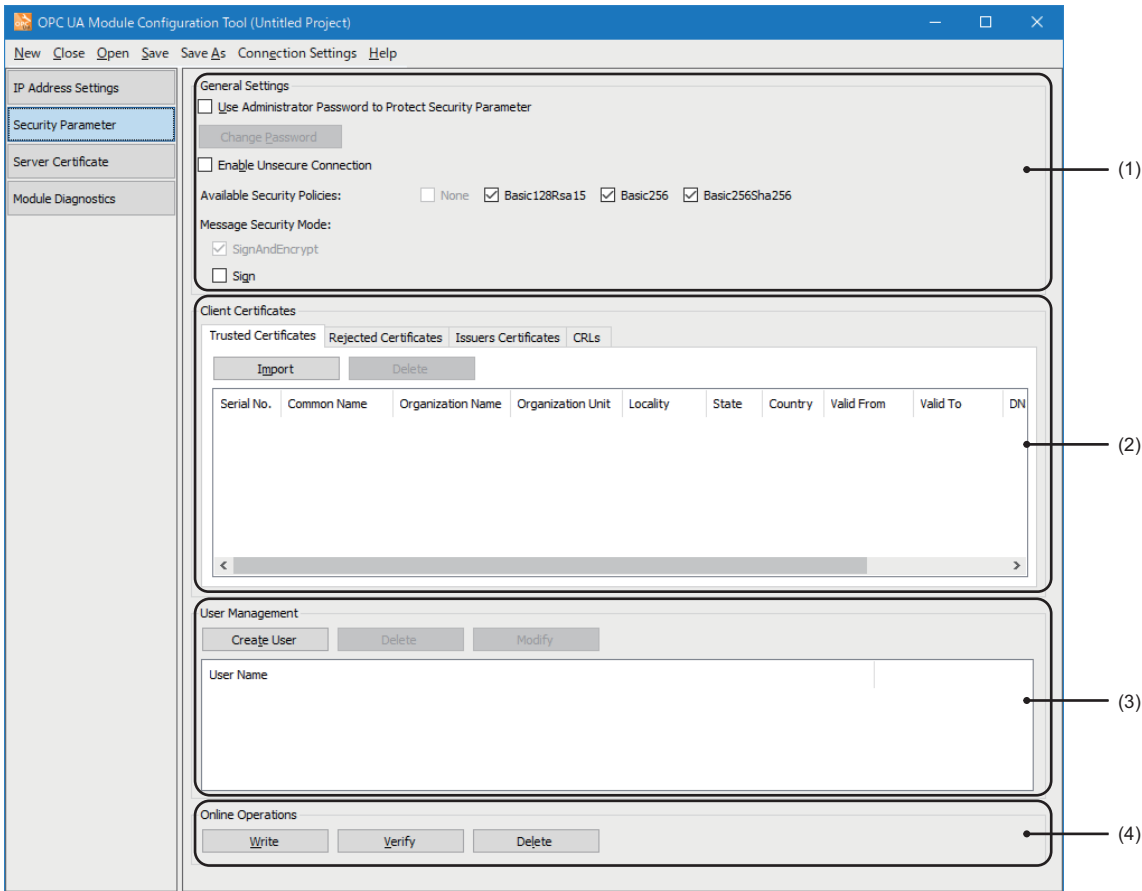 OPC UA Module Configuration Tool (Untitled Project)
New Close Open Save Save As Connection Settings Help
IP Address Settings
Security Parameter
Server Certificate
Module Diagnostics
General Settings
Use Administrator Password to Protect Security Parameter
Change Password
Enable Unsecure Connection
Available Security Policies: None Basic128Rsa15 Basic256 Basic256Sha256
Message Security Mode:
SignAndEncrypt
Sign
(1)
Client Certificates
Trusted Certificates Rejected Certificates Issuers Certificates CRLs
Import Delete
Serial No. Common Name Organization Name Organization Unit Locality State Country Valid From Valid To DN
(2)
User Management
Create User Delete Modify
User Name
(3)
Online Operations
Write Verify Delete
(4)